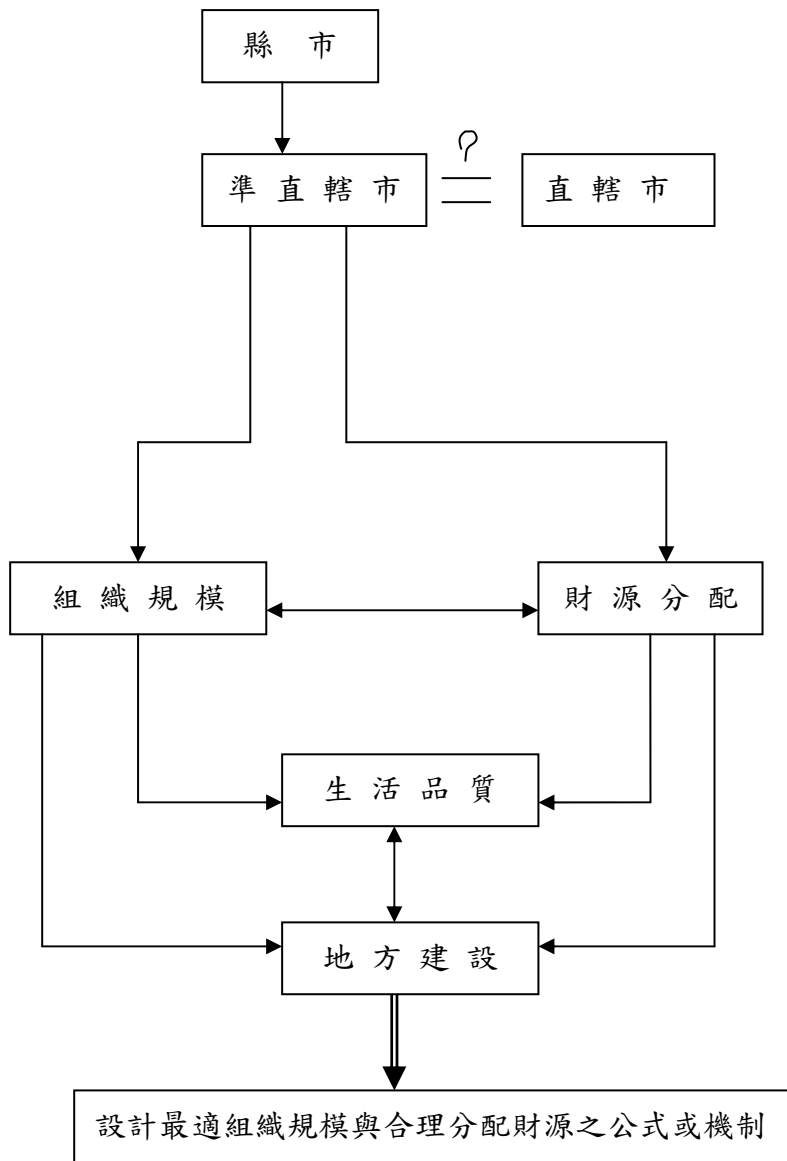 縣 市
?
準 直 轄 市
直 轄 市
組 織 規 模
財 源 分 配
生 活 品 質
地 方 建 設
設計最適組織規模與合理分配財源之公式或機制